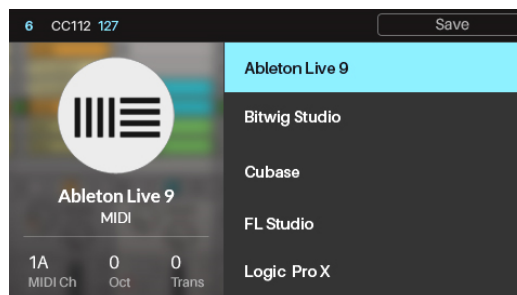 6 CC112 127 Save
Ableton Live 9
MIDI
1A 0 0
MIDI Ch Oct Trans
Ableton Live 9
Bitwig Studio
Cubase
FL Studio
Logic Pro X